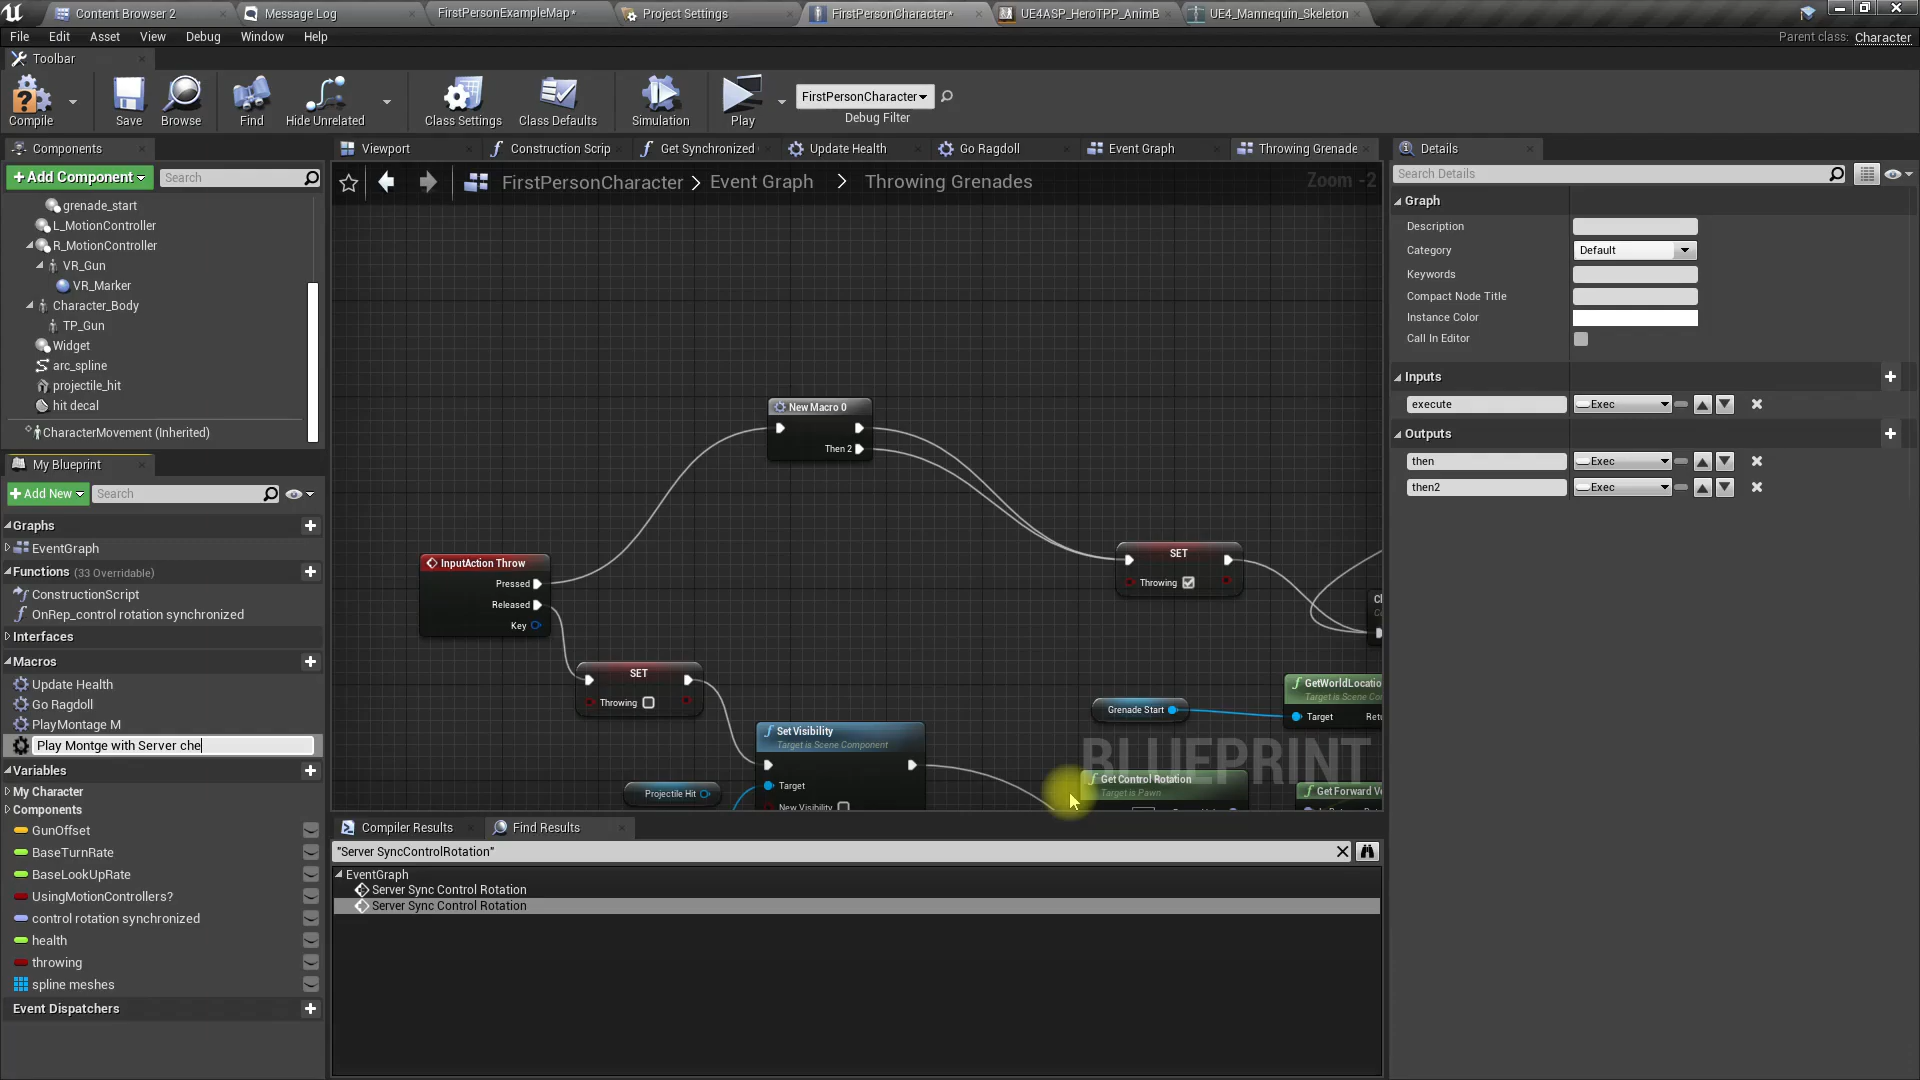 Content Browser 2
Message Log
FirstPersonExampleMap*
Project Settings
FirstPersonCharacter*
UE4ASP_HeroTPP_AnimB
UE4_Mannequin_Skeleton
File Edit Asset View Debug Window Help
Parent class: Character
Toolbar
Compile
Save
Browse
Find
Hide Unrelated
Class Settings
Class Defaults
Simulation
Play
FirstPersonCharacter
Debug Filter
Components
+Add Component
Search
grenade_start
L_MotionController
R_MotionController
VR_Gun
VR_Marker
Character_Body
TP_Gun
Widget
arc_spline
projectile_hit
hit decal
CharacterMovement (Inherited)
My Blueprint
+Add New
Search
Graphs
EventGraph
Functions (33 Overridable)
ConstructionScript
OnRep_control rotation synchronized
Interfaces
Macros
Update Health
Go Ragdoll
PlayMontage M
Play Montge with Server che
Variables
My Character
Components
GunOffset
BaseTurnRate
BaseLookUpRate
UsingMotionControllers?
control rotation synchronized
health
throwing
spline meshes
Event Dispatchers
Viewport
Construction Scrip
Get Synchronized
Update Health
Go Ragdoll
Event Graph
Throwing Grenade
FirstPersonCharacter > Event Graph > Throwing Grenades
Zoom -2
New Macro 0
Then 2
InputAction Throw
Pressed
Released
Key
SET
Throwing
SET
Throwing
Set Visibility
Target is Scene Component
Target
New Visibility
Projectile Hit
Grenade Start
GetWorldLocatio
Target is Scene Co
Target
Retu
BLUEPRINT
Get Control Rotation
Target is Pawn
Get Forward Ve
Compiler Results
Find Results
"Server SyncControlRotation"
EventGraph
Server Sync Control Rotation
Server Sync Control Rotation
Details
Search Details
Graph
Description
Category Default
Keywords
Compact Node Title
Instance Color
Call In Editor
Inputs
execute Exec
Outputs
then Exec
then2 Exec